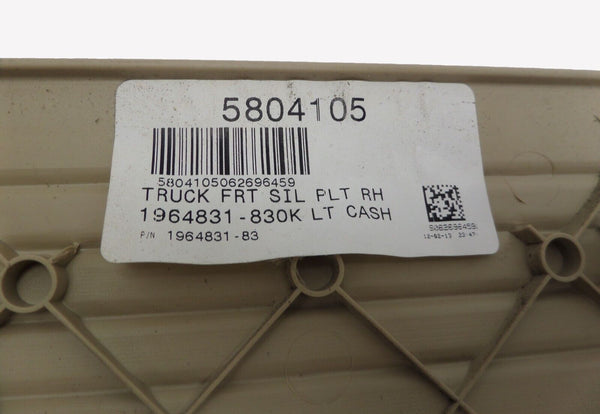 5804105
5804105062696459
TRUCK FRT SIL PLT RH
1964831-830K LT CASH
P/N 1964831-83